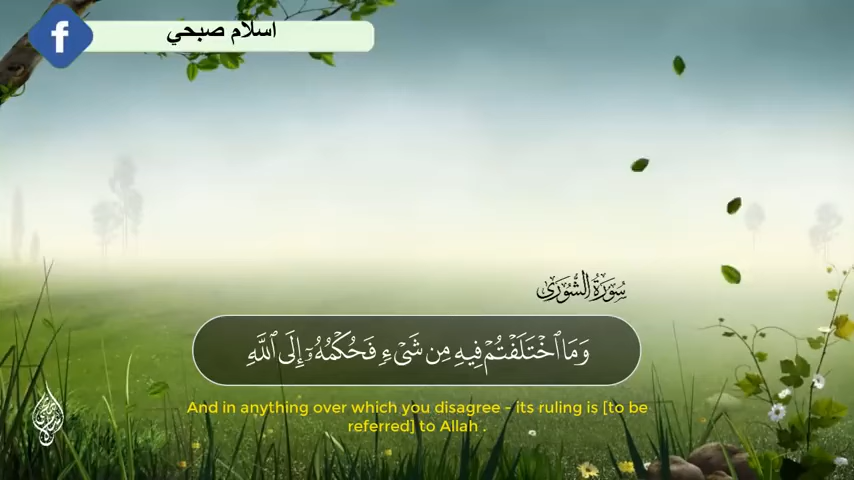 اسلام صبحي
سُورَةُ الشُّورَىٰ
وَمَا ٱخْتَلَفْتُمْ فِيهِ مِن شَىْءٍ فَحُكْمُهُۥٓ إِلَى ٱللَّهِ
And in anything over which you disagree - its ruling is [to be
referred] to Allah .